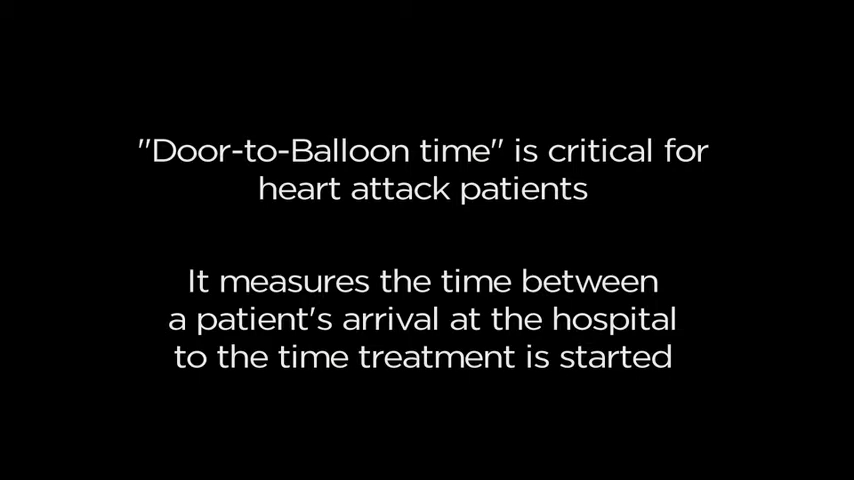 "Door-to-Balloon time" is critical for
heart attack patients
It measures the time between
a patient's arrival at the hospital
to the time treatment is started